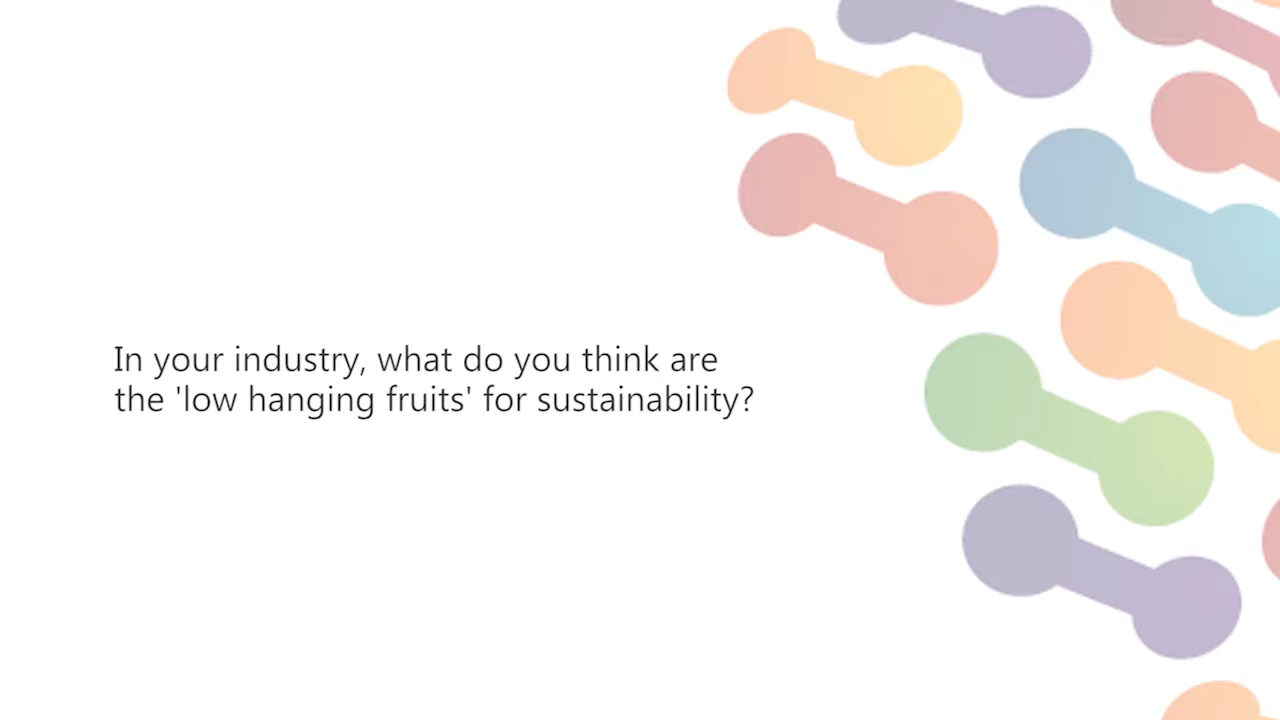 In your industry, what do you think are
the 'low hanging fruits' for sustainability?